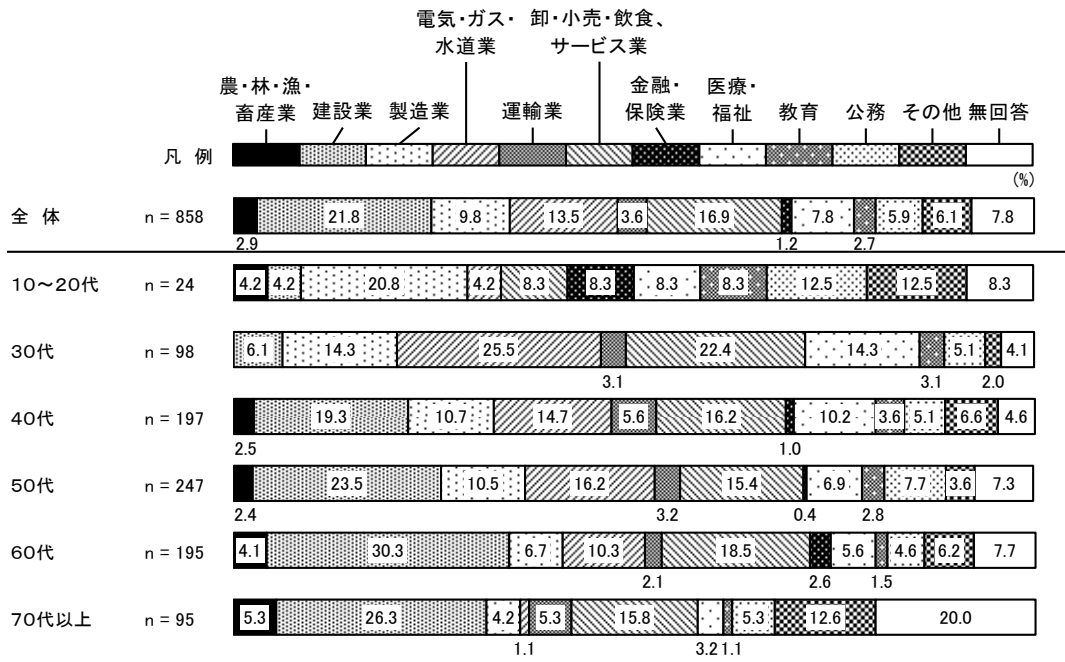 電気・ガス・ 卸・小売・飲食、
水道業 サービス業
農・林・漁・ 金融・ 医療・
畜産業 建設業 製造業 運輸業 保険業 福祉 教育 公務 その他 無回答
凡 例
(%)
全 体 n = 858 21.8 9.8 13.5 3.6 16.9 7.8 5.9 6.1 7.8
2.9 1.2 2.7
10~20代 n = 24 4.2 4.2 20.8 4.2 8.3 8.3 8.3 8.3 12.5 12.5 8.3
30代 n = 98 6.1 14.3 25.5 22.4 14.3 5.1 4.1
3.1 3.1 2.0
40代 n = 197 19.3 10.7 14.7 5.6 16.2 10.2 3.6 5.1 6.6 4.6
2.5 1.0
50代 n = 247 23.5 10.5 16.2 15.4 6.9 7.7 3.6 7.3
2.4 3.2 0.4 2.8
60代 n = 195 4.1 30.3 6.7 10.3 18.5 5.6 4.6 6.2 7.7
2.1 2.6 1.5
70代以上 n = 95 5.3 26.3 4.2 5.3 15.8 5.3 12.6 20.0
1.1 3.2 1.1